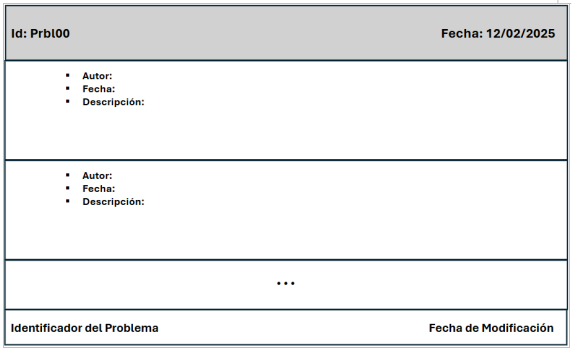 Id: Prbl00 Fecha: 12/02/2025
▪ Autor:
▪ Fecha:
▪ Descripción:
▪ Autor:
▪ Fecha:
▪ Descripción:
...
Identificador del Problema Fecha de Modificación